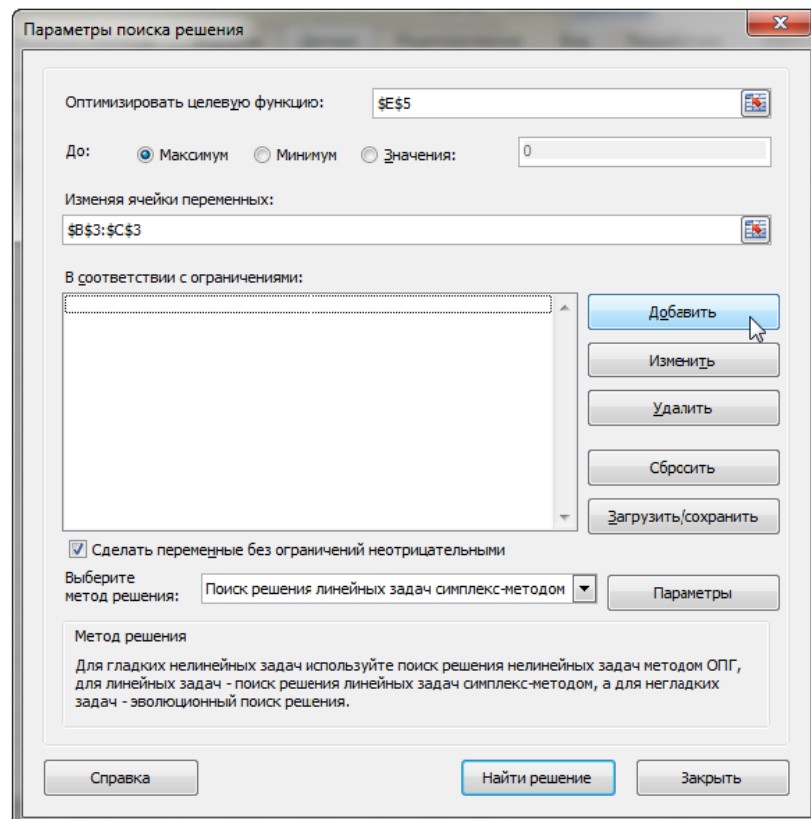 Параметры поиска решения
Оптимизировать целевую функцию: $E$5
До: Максимум Минимум Значения: 0
Изменяя ячейки переменных:
$B$3:$C$3
В соответствии с ограничениями:
Добавить
Изменить
Удалить
Сбросить
Загрузить/сохранить
Сделать переменные без ограничений неотрицательными
Выберите
метод решения: Поиск решения линейных задач симплекс-методом Параметры
Метод решения
Для гладких нелинейных задач используйте поиск решения нелинейных задач методом ОПГ,
для линейных задач - поиск решения линейных задач симплекс-методом, а для негладких
задач - эволюционный поиск решения.
Справка Найти решение Закрыть